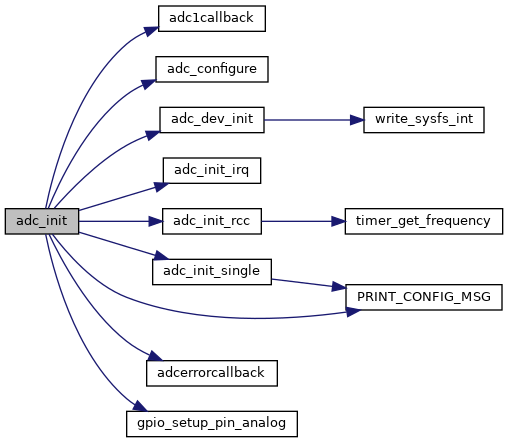 adc1callback
adc_configure
adc_dev_init
write_sysfs_int
adc_init_irq
adc_init
adc_init_rcc
timer_get_frequency
adc_init_single
PRINT_CONFIG_MSG
adcerrorcallback
gpio_setup_pin_analog